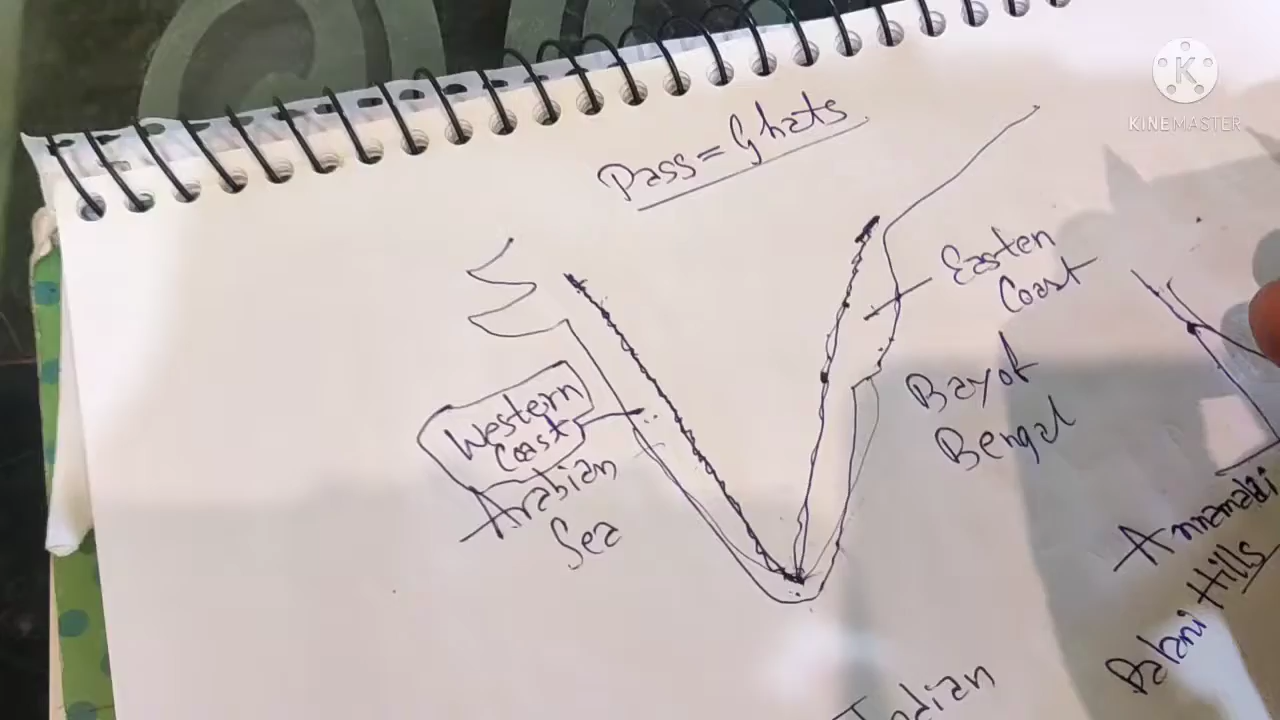 K
KINEMASTER
Pass = Ghats
Easten
Coast
Western
Coast
Bay of
Bengal
Arabian
Sea
Annamalai
Hills
Palani
Indian